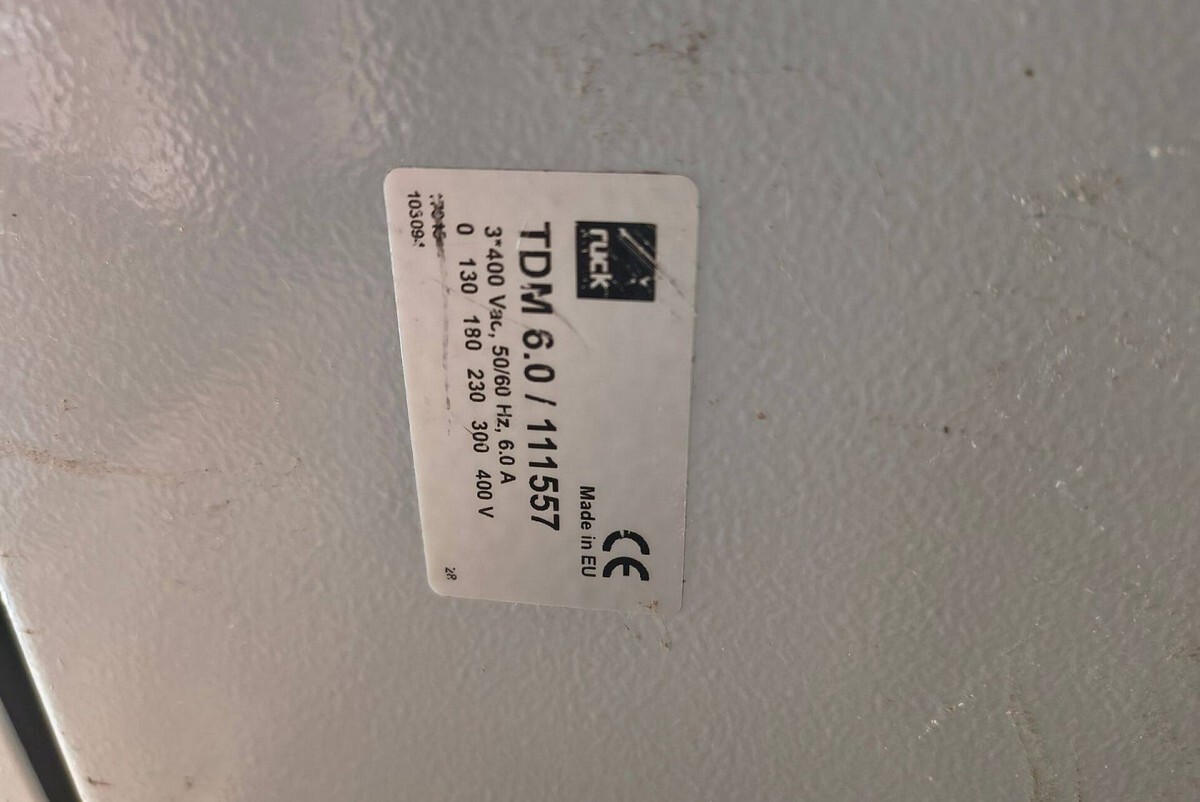 ruck
Made in EU
TDM 6.0 / 111557
3*400 Vac, 50/60 Hz, 6.0 A
0 130 180 230 300 400 V
28